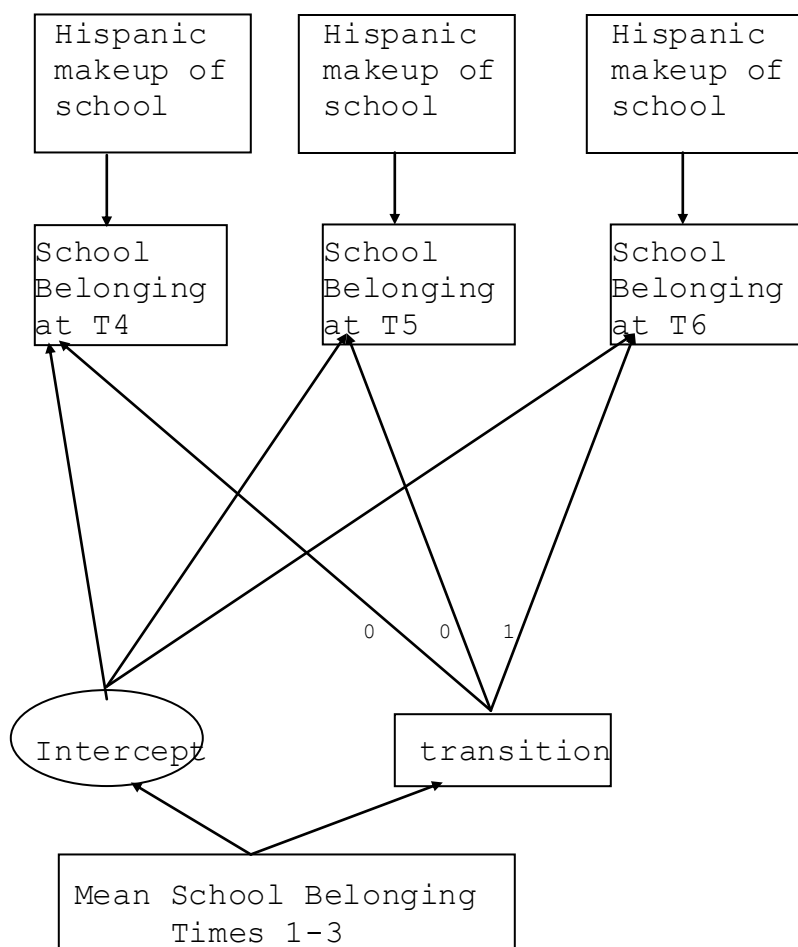 Hispanic
makeup of
school
Hispanic
makeup of
school
Hispanic
makeup of
school
School
Belonging
at T4
School
Belonging
at T5
School
Belonging
at T6
0 0 1
Intercept
transition
Mean School Belonging
Times 1-3